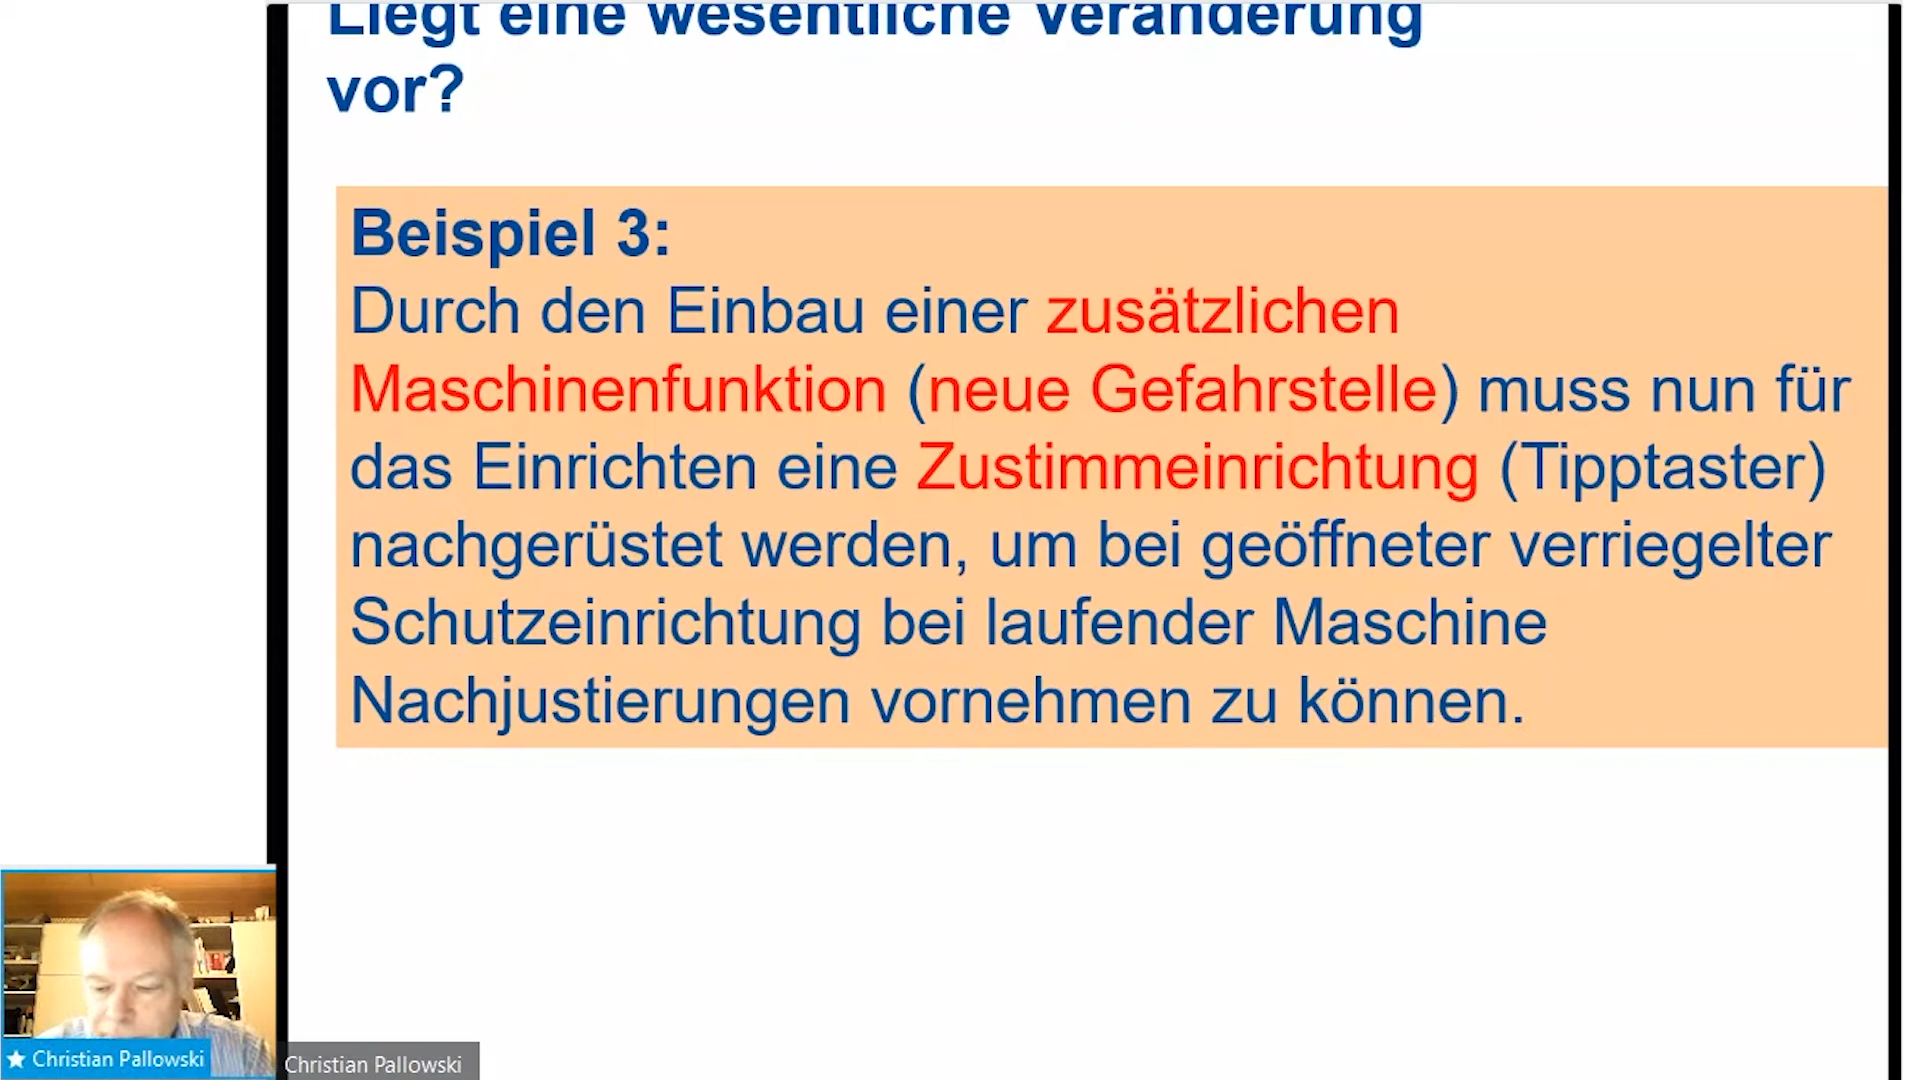 Liegt eine wesentliche Veränderung
vor?
Beispiel 3:
Durch den Einbau einer zusätzlichen
Maschinenfunktion (neue Gefahrstelle) muss nun für
das Einrichten eine Zustimmeinrichtung (Tipptaster)
nachgerüstet werden, um bei geöffneter verriegelter
Schutzeinrichtung bei laufender Maschine
Nachjustierungen vornehmen zu können.
Christian Pallowski
Christian Pallowski